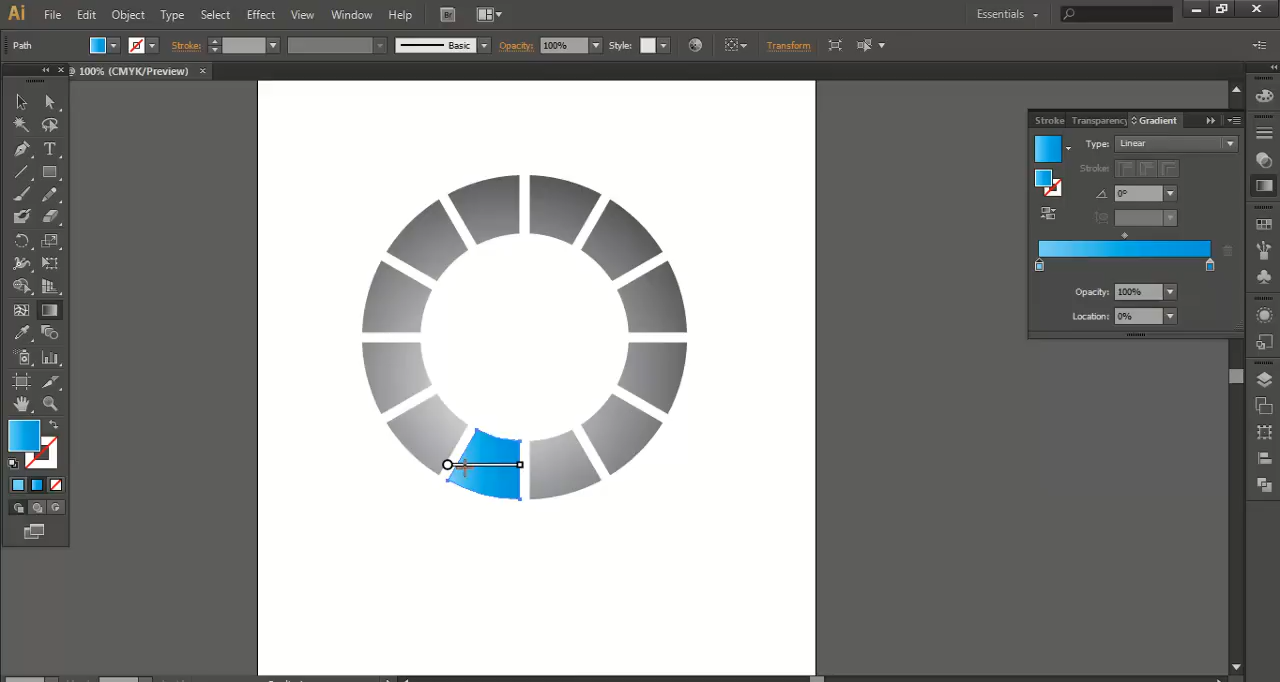 Ai File Edit Object Type Select Effect View Window Help Br Essentials
Path Stroke: Basic Opacity: 100% Style: Transform
@ 100% (CMYK/Preview) ×
Stroke Transparency Gradient
Type: Linear
Stroke:
0°
Opacity: 100%
Location: 0%
T